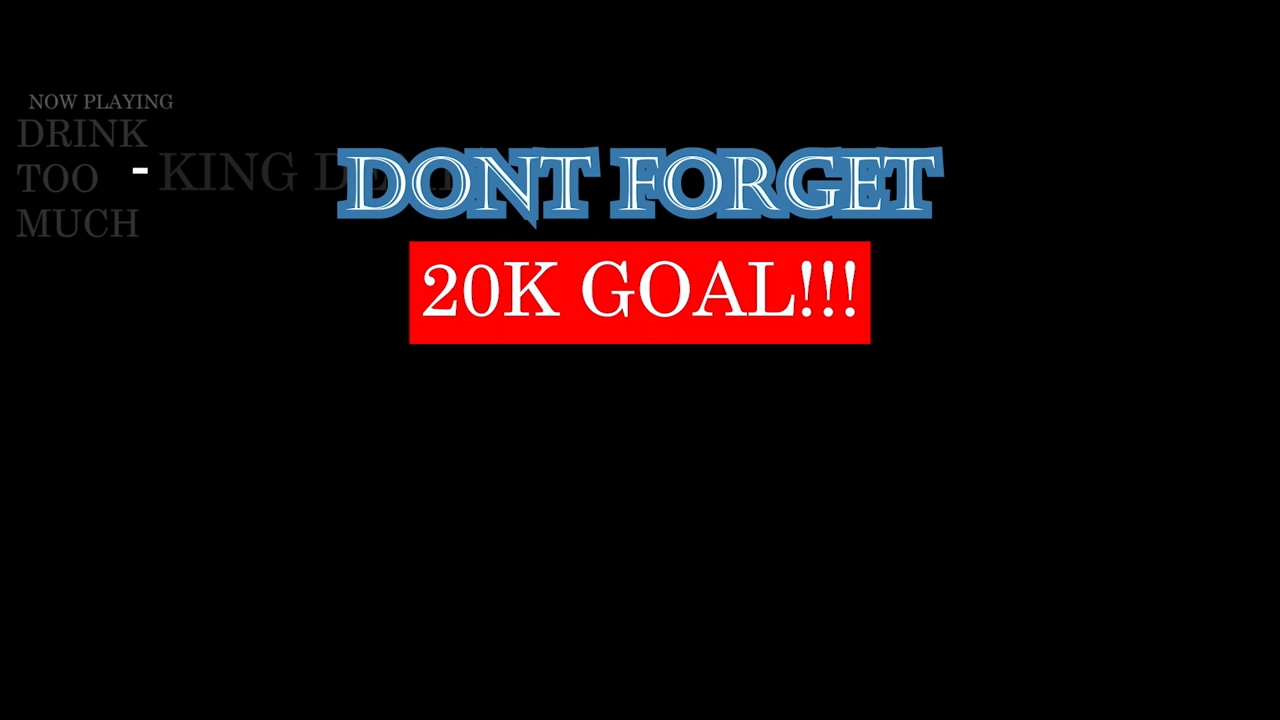 NOW PLAYING
DRINK
TOO
MUCH
- KING
DONT FORGET
20K GOAL!!!